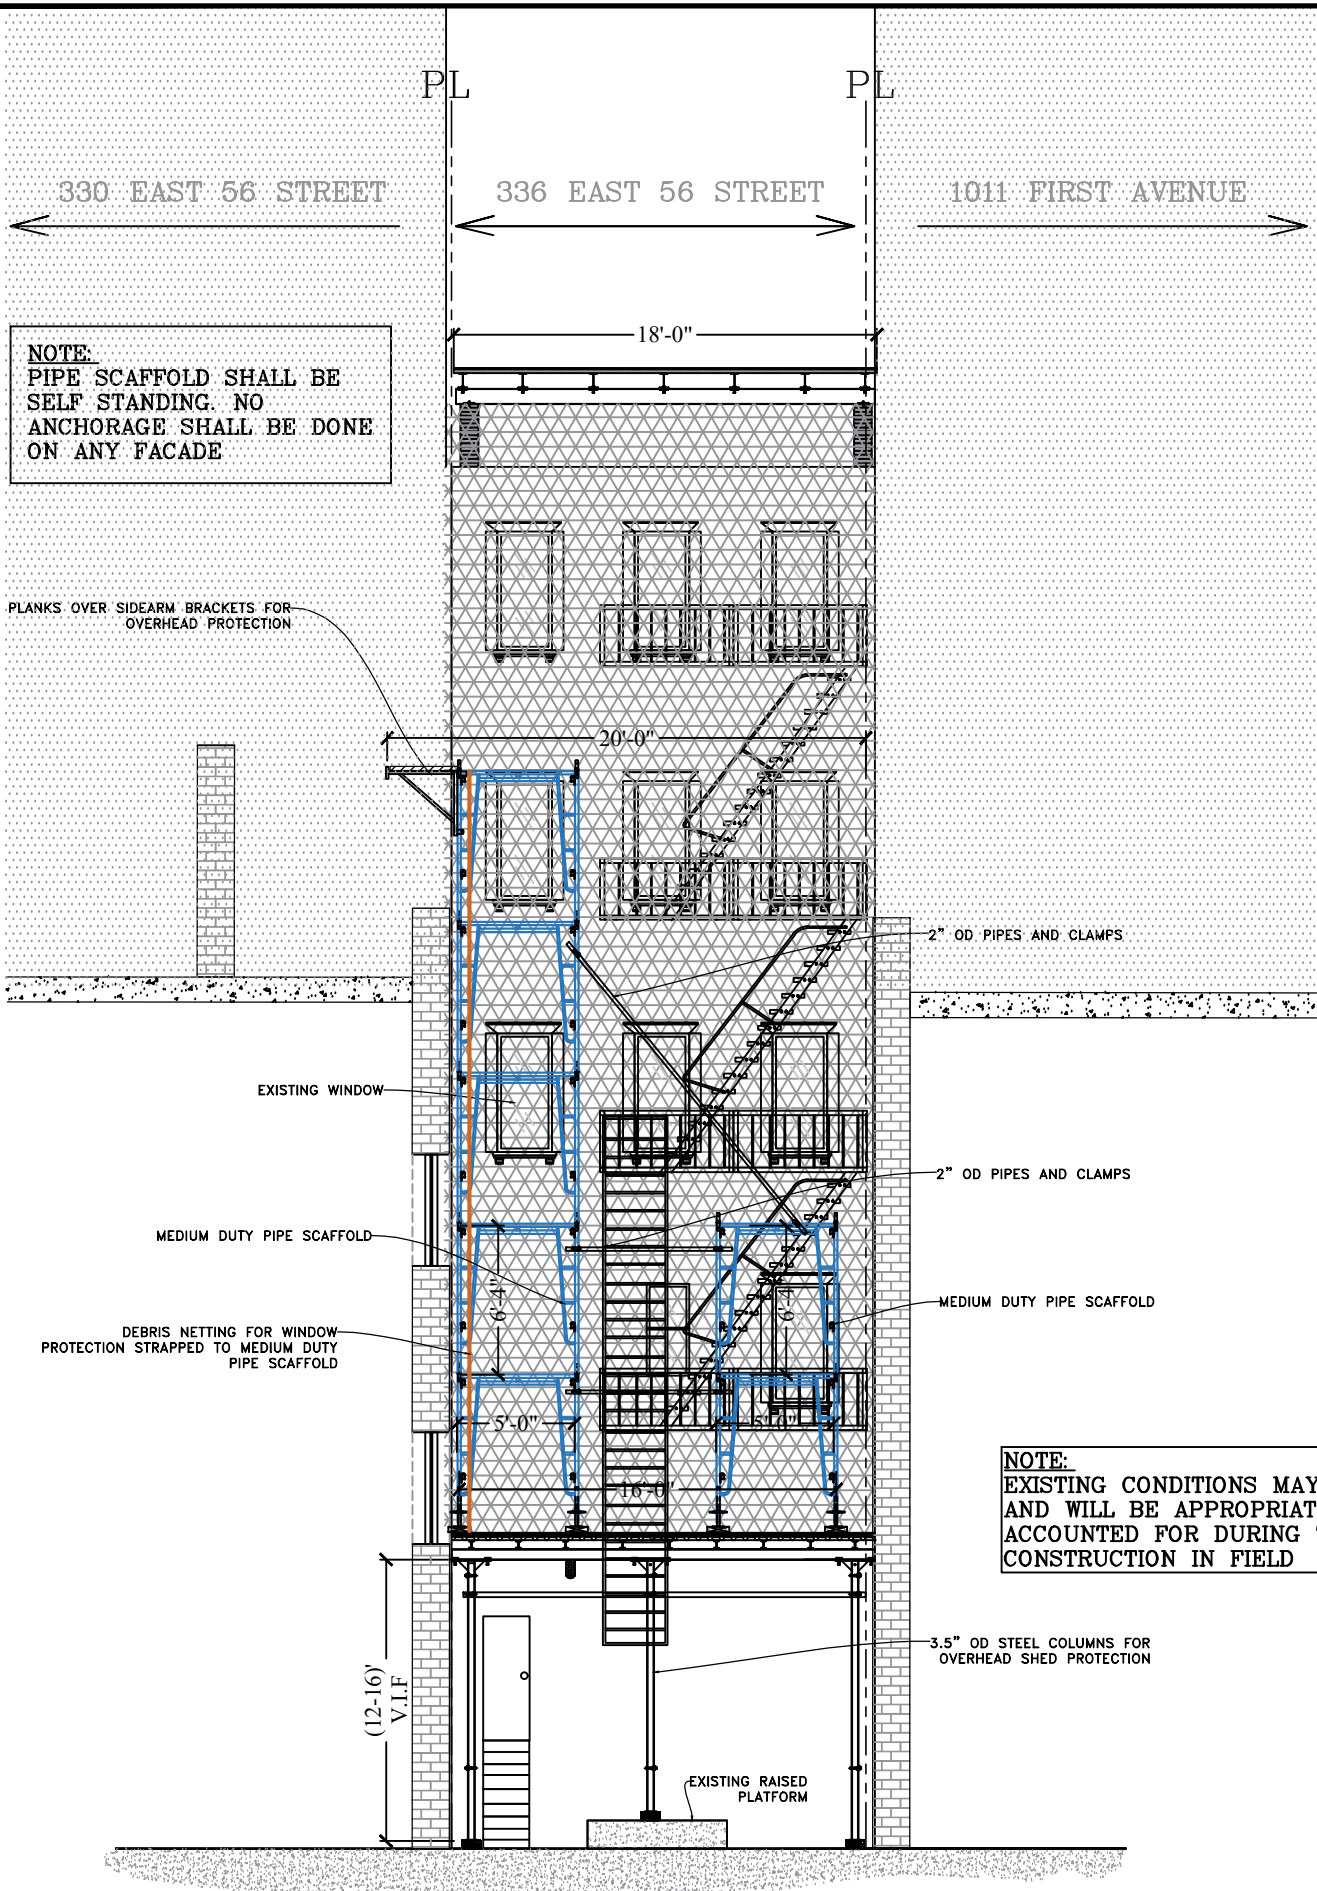 PL
PL
330 EAST 56 STREET
336 EAST 56 STREET
1011 FIRST AVENUE
18'-0"
NOTE:
PIPE SCAFFOLD SHALL BE
SELF STANDING. NO
ANCHORAGE SHALL BE DONE
ON ANY FACADE
PLANKS OVER SIDEARM BRACKETS FOR
OVERHEAD PROTECTION
20'-0"
2" OD PIPES AND CLAMPS
EXISTING WINDOW
2" OD PIPES AND CLAMPS
MEDIUM DUTY PIPE SCAFFOLD
6'-4"
6'-4"
MEDIUM DUTY PIPE SCAFFOLD
DEBRIS NETTING FOR WINDOW
PROTECTION STRAPPED TO MEDIUM DUTY
PIPE SCAFFOLD
5'-0"
5'-0"
16'-0"
NOTE:
EXISTING CONDITIONS MAY
AND WILL BE APPROPRIAT
ACCOUNTED FOR DURING
CONSTRUCTION IN FIELD
3.5" OD STEEL COLUMNS FOR
OVERHEAD SHED PROTECTION
(12-16)'
V.I.F
EXISTING RAISED
PLATFORM